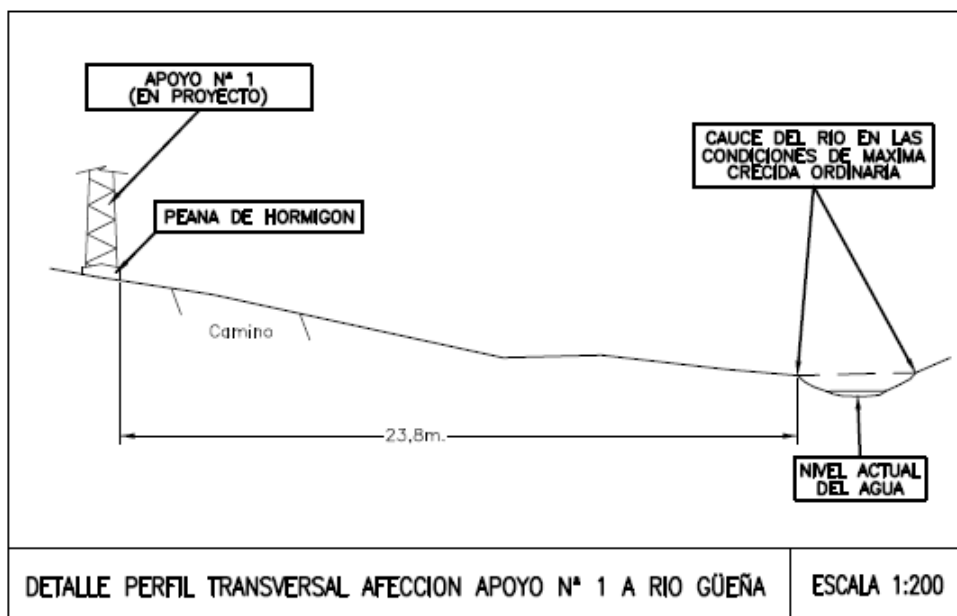 APOYO Nª 1
(EN PROYECTO)
CAUCE DEL RIO EN LAS
CONDICIONES DE MAXIMA
CRECIDA ORDINARIA
PEANA DE HORMIGON
Camino
23,8m.
NIVEL ACTUAL
DEL AGUA
DETALLE PERFIL TRANSVERSAL AFECCION APOYO Nª 1 A RIO GÜEÑA
ESCALA 1:200